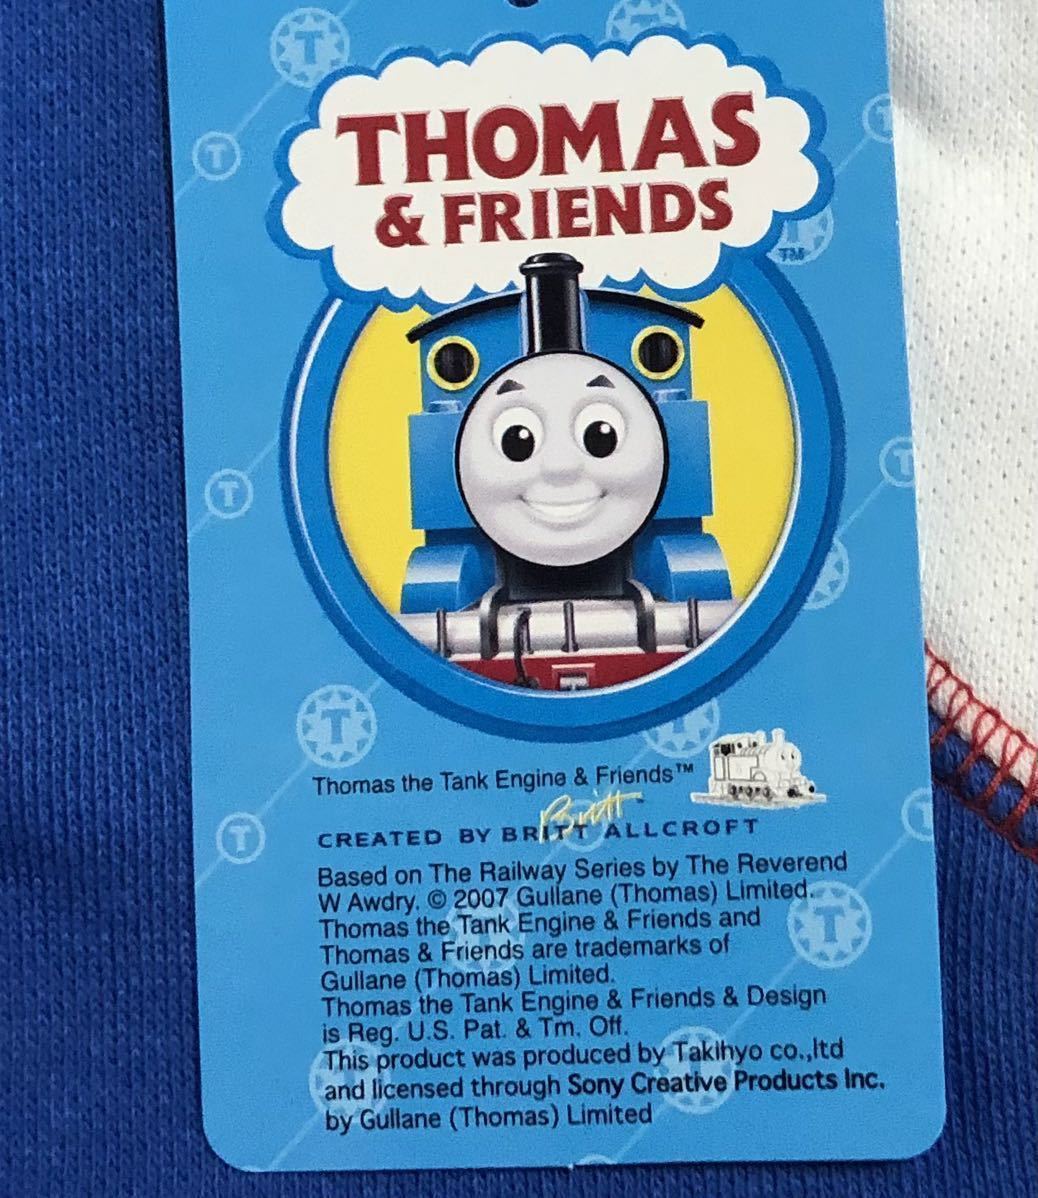 THOMAS
& FRIENDS
TM
Thomas the Tank Engine & Friends™
Britt
CREATED BY BRITT ALLCROFT
Based on The Railway Series by The Reverend
W Awdry. © 2007 Gullane (Thomas) Limited.
Thomas the Tank Engine & Friends and
Thomas & Friends are trademarks of
Gullane (Thomas) Limited.
Thomas the Tank Engine & Friends & Design
is Reg. U.S. Pat. & Tm. Off.
This product was produced by Takihyo co.,ltd
and licensed through Sony Creative Products Inc.
by Gullane (Thomas) Limited